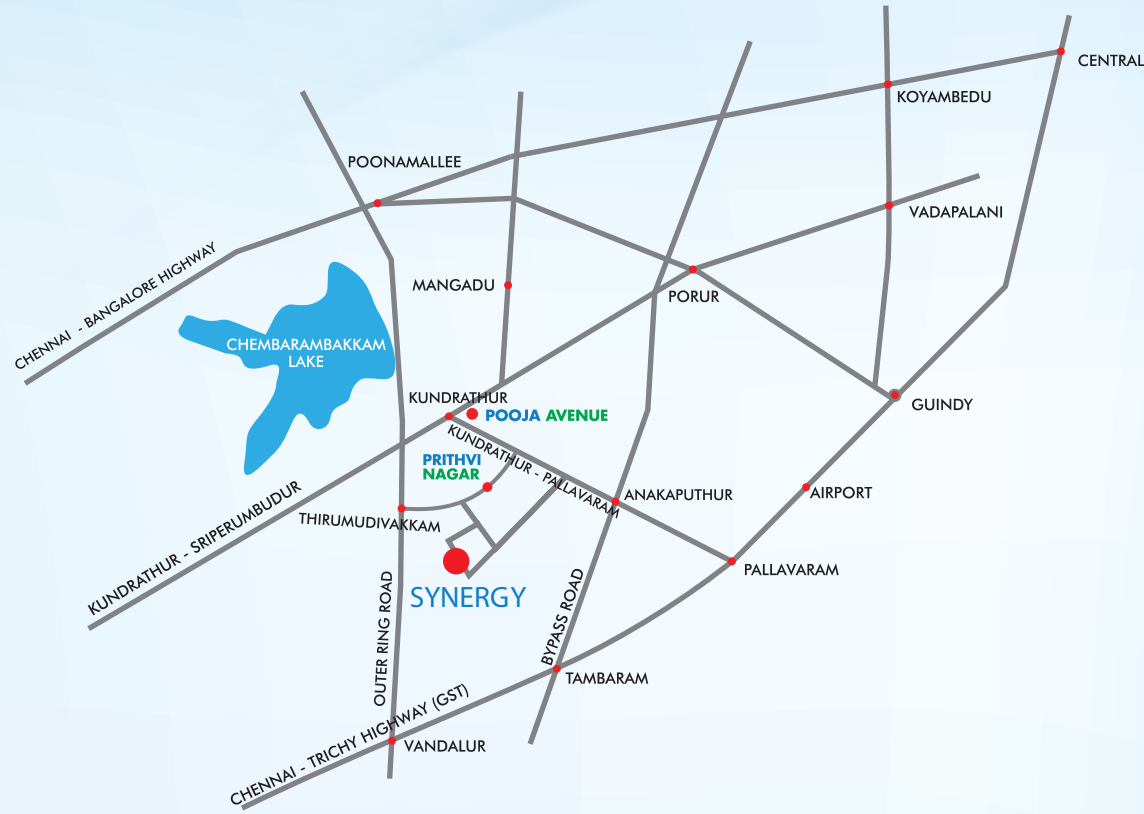 CENTRAL
KOYAMBEDU
POONAMALLEE
VADAPALANI
CHENNAI - BANGALORE HIGHWAY
MANGADU
PORUR
CHEMBARAMBAKKAM
LAKE
KUNDRATHUR
POOJA AVENUE
GUINDY
KUNDRATHUR - PALLAVARAM
PRITHVI
NAGAR
ANAKAPUTHUR
AIRPORT
KUNDRATHUR - SRIPERUMBUDUR
THIRUMUDIVAKKAM
PALLAVARAM
SYNERGY
OUTER RING ROAD
BYPASS ROAD
TAMBARAM
CHENNAI - TRICHY HIGHWAY (GST)
VANDALUR